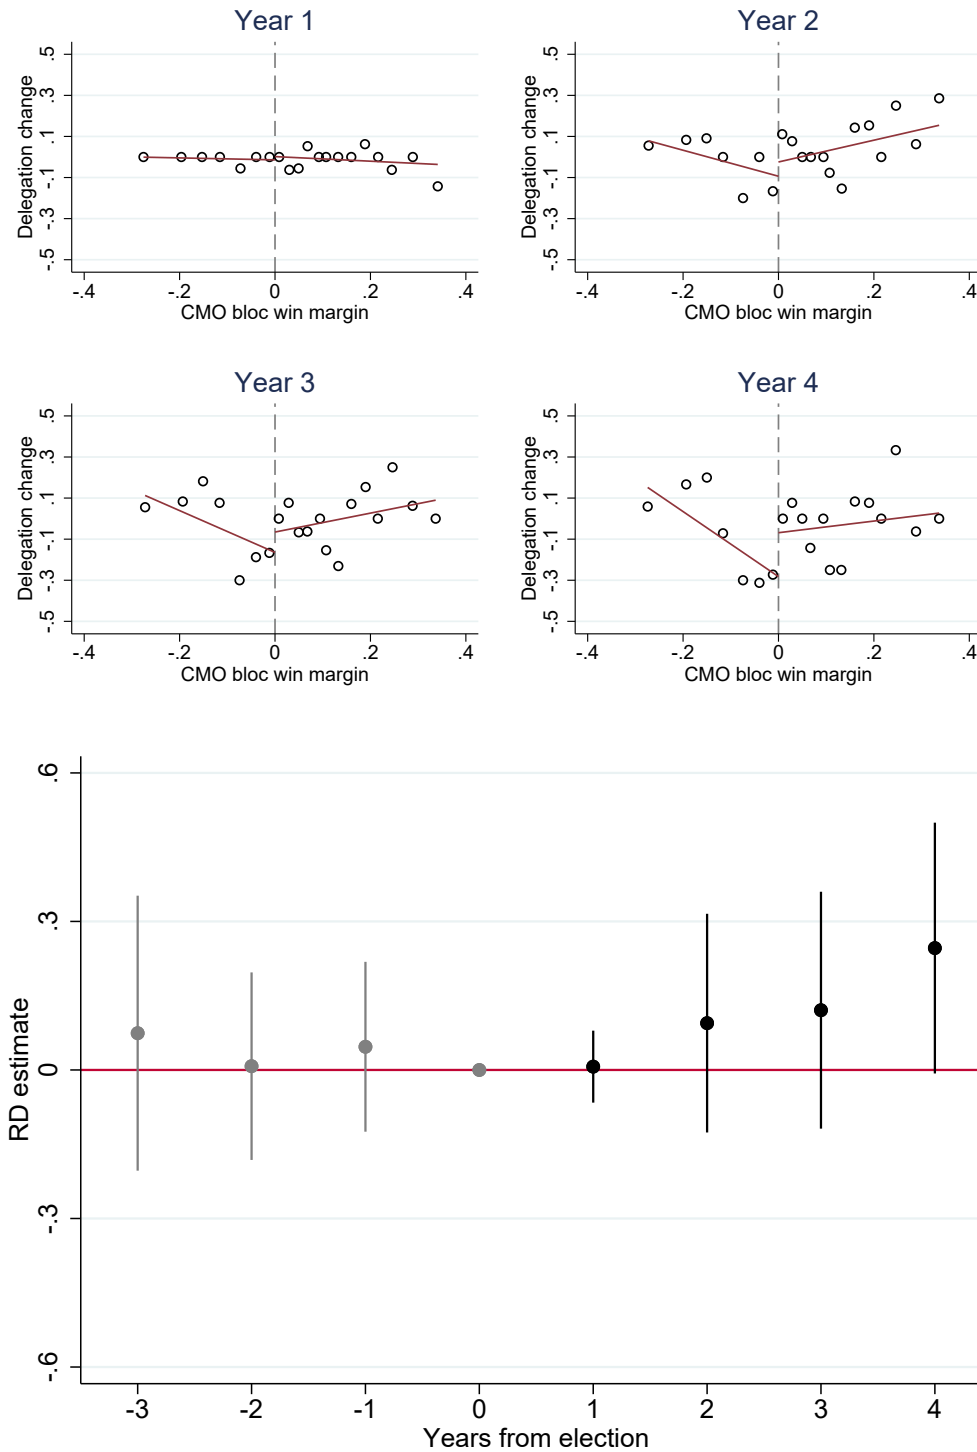 Year 1
Delegation change
.5
.3
.1
-.1
-.3
-.5
-.4 -.2 0 .2 .4
CMO bloc win margin
Year 2
Delegation change
.5
.3
.1
-.1
-.3
-.5
-.4 -.2 0 .2 .4
CMO bloc win margin
Year 3
Delegation change
.5
.3
.1
-.1
-.3
-.5
-.4 -.2 0 .2 .4
CMO bloc win margin
Year 4
Delegation change
.5
.3
.1
-.1
-.3
-.5
-.4 -.2 0 .2 .4
CMO bloc win margin
RD estimate
.6
.3
0
-.3
-.6
-3 -2 -1 0 1 2 3 4
Years from election